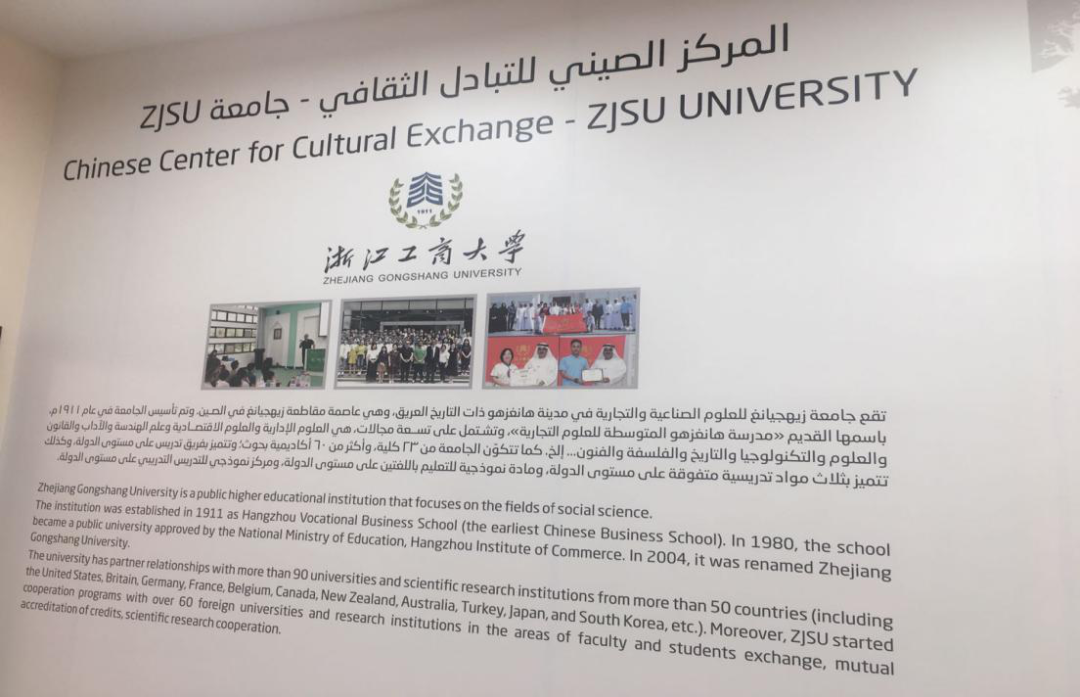 المركز الصيني للتبادل الثقافي - جامعة ZJSU
Chinese Center for Cultural Exchange - ZJSU UNIVERSITY
1911
浙江工商大學
ZHEJIANG GONGSHANG UNIVERSITY
تقع جامعة زيهجيانغ للعلوم الصناعية والتجارية في مدينة هانغزهو ذات التاريخ العريق، وهي عاصمة مقاطعة زيهجيانغ في الصين. وتم تأسيس الجامعة في عام ١٩١١م،
باسمها القديم «مدرسة هانغزهو المتوسطة للعلوم التجارية»، وتشتمل على تسعة مجالات، هي العلوم الإدارية والعلوم الاقتصادية وعلم الهندسة والآداب والقانون
والعلوم والتكنولوجيا والتاريخ والفلسفة والفنون... إلخ. كما تتكوّن الجامعة من ٢٣ كلية، وأكثر من ٦٠ أكاديمية بحوث؛ وتتميز بفريق تدريس على مستوى الدولة، وكذلك
تتميز بثلاث مواد تدريسية متفوقة على مستوى الدولة، ومادة نموذجية للتعليم باللغتين على مستوى الدولة، ومركز نموذجي للتدريس التدريبي على مستوى الدولة.
Zhejiang Gongshang University is a public higher educational institution that focuses on the fields of social science.
The institution was established in 1911 as Hangzhou Vocational Business School (the earliest Chinese Business School). In 1980, the school
became a public university approved by the National Ministry of Education, Hangzhou Institute of Commerce. In 2004, it was renamed Zhejiang
Gongshang University.
The university has partner relationships with more than 90 universities and scientific research institutions from more than 50 countries (including
the United States, Britain, Germany, France, Belgium, Canada, New Zealand, Australia, Turkey, Japan, and South Korea, etc.). Moreover, ZJSU started
cooperation programs with over 60 foreign universities and research institutions in the areas of faculty and students exchange, mutual
accreditation of credits, scientific research cooperation.